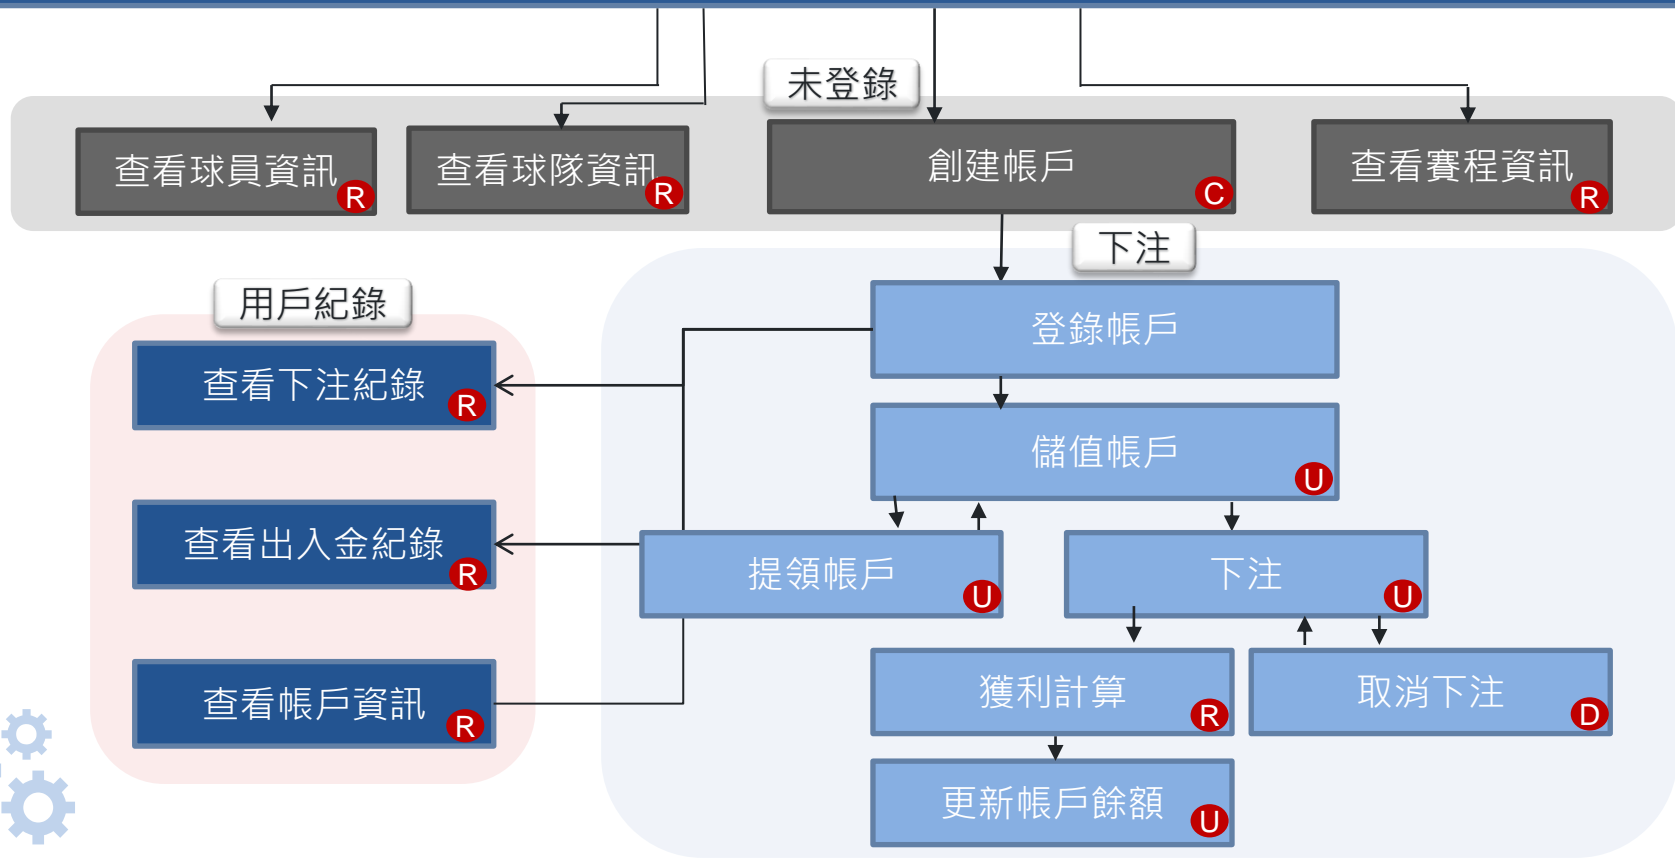 未登錄
查看球員資訊
R
查看球隊資訊
R
創建帳戶
C
查看賽程資訊
R
下注
用戶紀錄
登錄帳戶
查看下注紀錄
R
儲值帳戶
U
查看出入金紀錄
R
提領帳戶
U
下注
U
查看帳戶資訊
R
獲利計算
R
取消下注
D
更新帳戶餘額
U